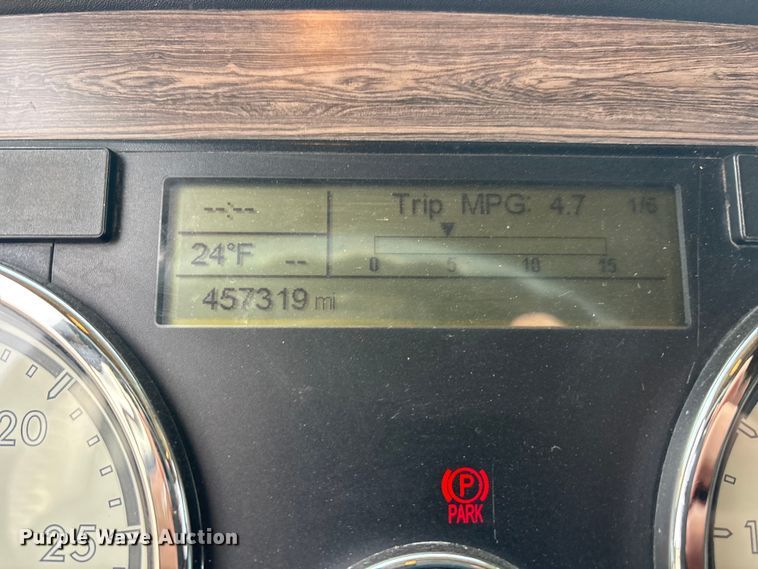 --:-- Trip MPG: 4.7 1/6
24°F --
0 5 10 15
457319 mi
20
25
P
PARK
1
Purple Wave Auction